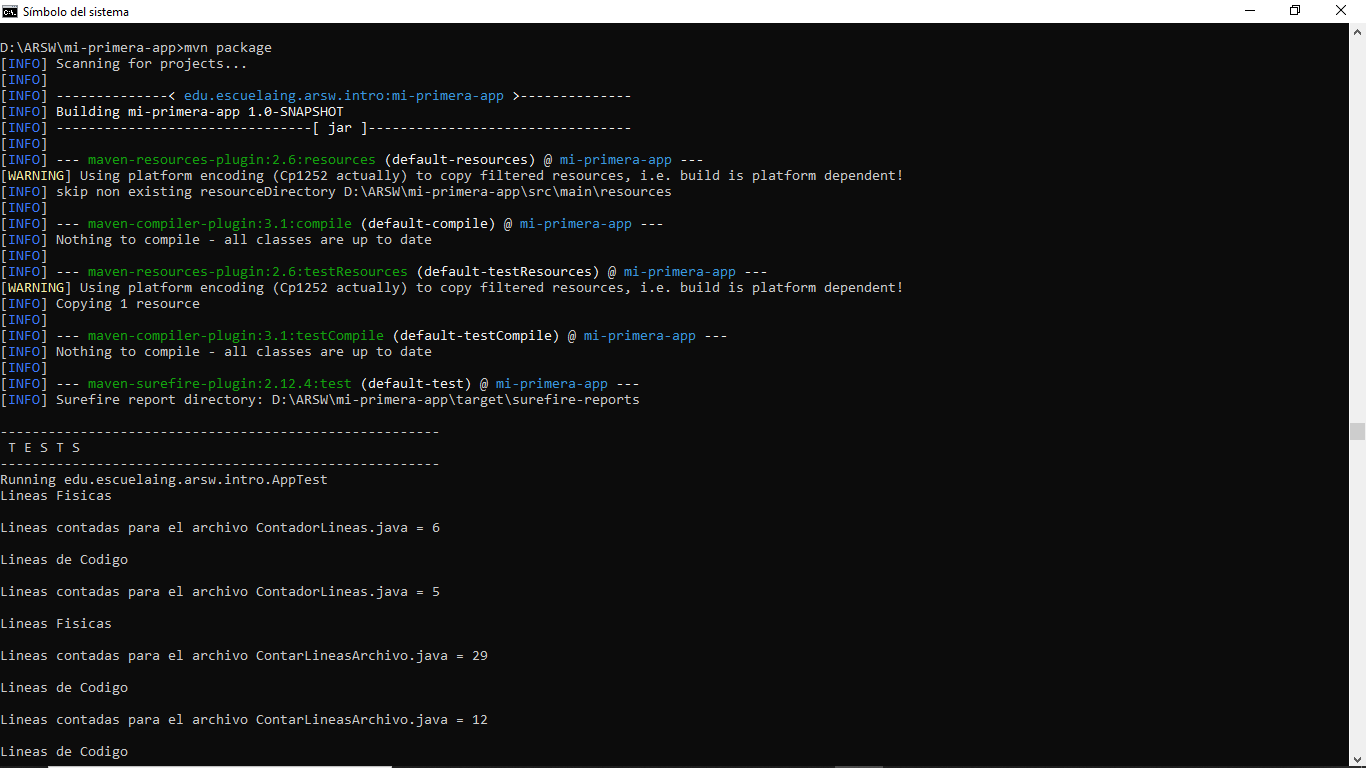 Símbolo del sistema
D:\ARSW\mi-primera-app>mvn package
[INFO] Scanning for projects...
[INFO]
[INFO] --------------< edu.escuelaing.arsw.intro:mi-primera-app >--------------
[INFO] Building mi-primera-app 1.0-SNAPSHOT
[INFO] --------------------------------[ jar ]---------------------------------
[INFO]
[INFO] --- maven-resources-plugin:2.6:resources (default-resources) @ mi-primera-app ---
[WARNING] Using platform encoding (Cp1252 actually) to copy filtered resources, i.e. build is platform dependent!
[INFO] skip non existing resourceDirectory D:\ARSW\mi-primera-app\src\main\resources
[INFO]
[INFO] --- maven-compiler-plugin:3.1:compile (default-compile) @ mi-primera-app ---
[INFO] Nothing to compile - all classes are up to date
[INFO]
[INFO] --- maven-resources-plugin:2.6:testResources (default-testResources) @ mi-primera-app ---
[WARNING] Using platform encoding (Cp1252 actually) to copy filtered resources, i.e. build is platform dependent!
[INFO] Copying 1 resource
[INFO]
[INFO] --- maven-compiler-plugin:3.1:testCompile (default-testCompile) @ mi-primera-app ---
[INFO] Nothing to compile - all classes are up to date
[INFO]
[INFO] --- maven-surefire-plugin:2.12.4:test (default-test) @ mi-primera-app ---
[INFO] Surefire report directory: D:\ARSW\mi-primera-app\target\surefire-reports
-------------------------------------------------------
T E S T S
-------------------------------------------------------
Running edu.escuelaing.arsw.intro.AppTest
Lineas Fisicas
Lineas contadas para el archivo ContadorLineas.java = 6
Lineas de Codigo
Lineas contadas para el archivo ContadorLineas.java = 5
Lineas Fisicas
Lineas contadas para el archivo ContarLineasArchivo.java = 29
Lineas de Codigo
Lineas contadas para el archivo ContarLineasArchivo.java = 12
Lineas de Codigo